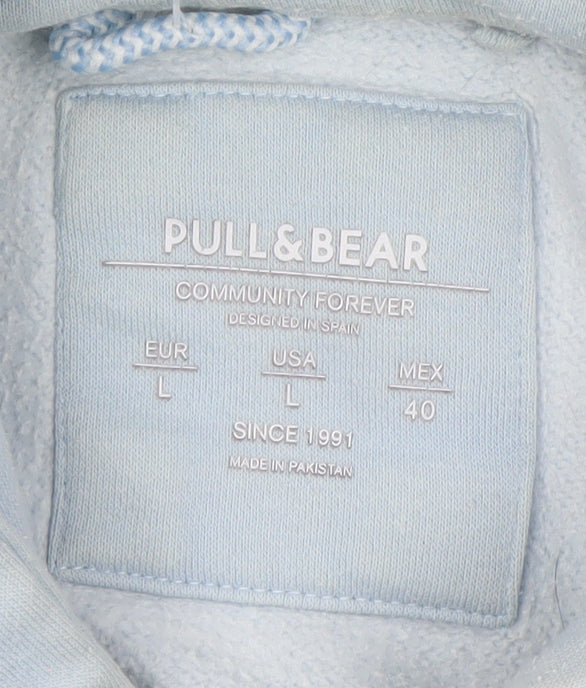 PULL&BEAR
COMMUNITY FOREVER
DESIGNED IN SPAIN
EUR USA MEX
L L 40
SINCE 1991
MADE IN PAKISTAN